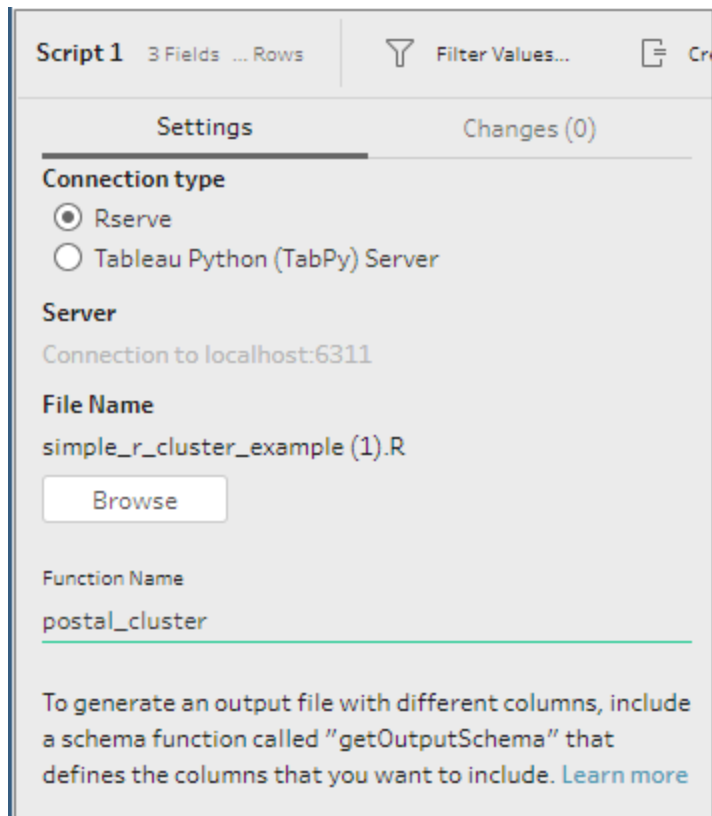 Script 1 3 Fields ... Rows Filter Values... Cre
Settings Changes (0)
Connection type
Rserve
Tableau Python (TabPy) Server
Server
Connection to localhost:6311
File Name
simple_r_cluster_example (1).R
Browse
Function Name
postal_cluster
To generate an output file with different columns, include
a schema function called "getOutputSchema" that
defines the columns that you want to include. Learn more